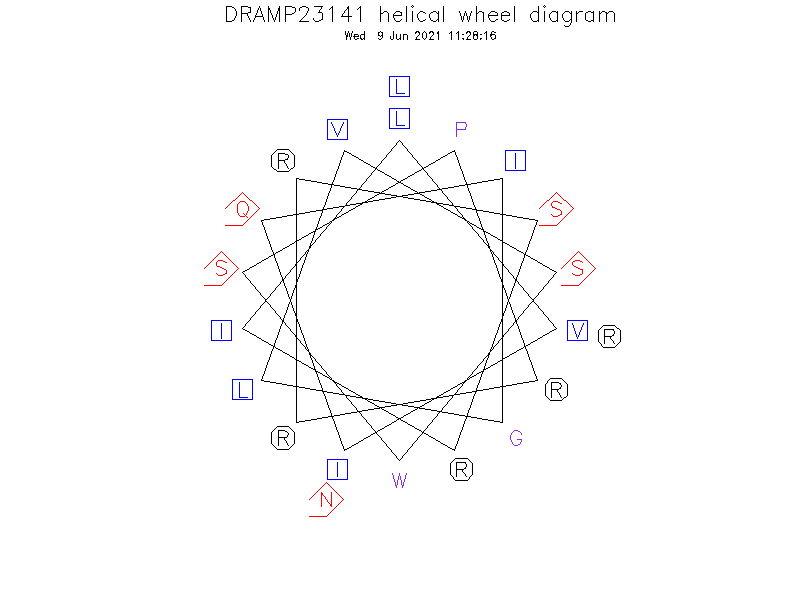 DRAMP23141 helical wheel diagram
Wed 9 Jun 2021 11:28:16
L
L
V P
R I
Q S
S S
I V R
L R
R G
I R
W
N